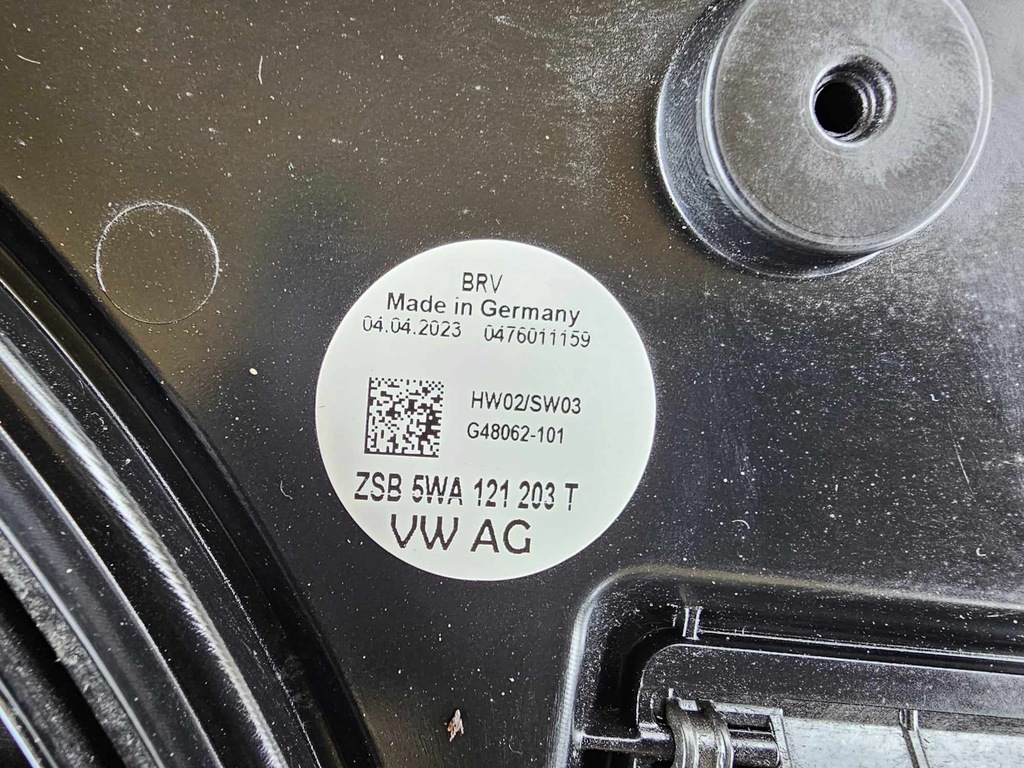 BRV
Made in Germany
04.04.2023 0476011159
HW02/SW03
G48062-101
ZSB 5WA 121 203 T
VW AG